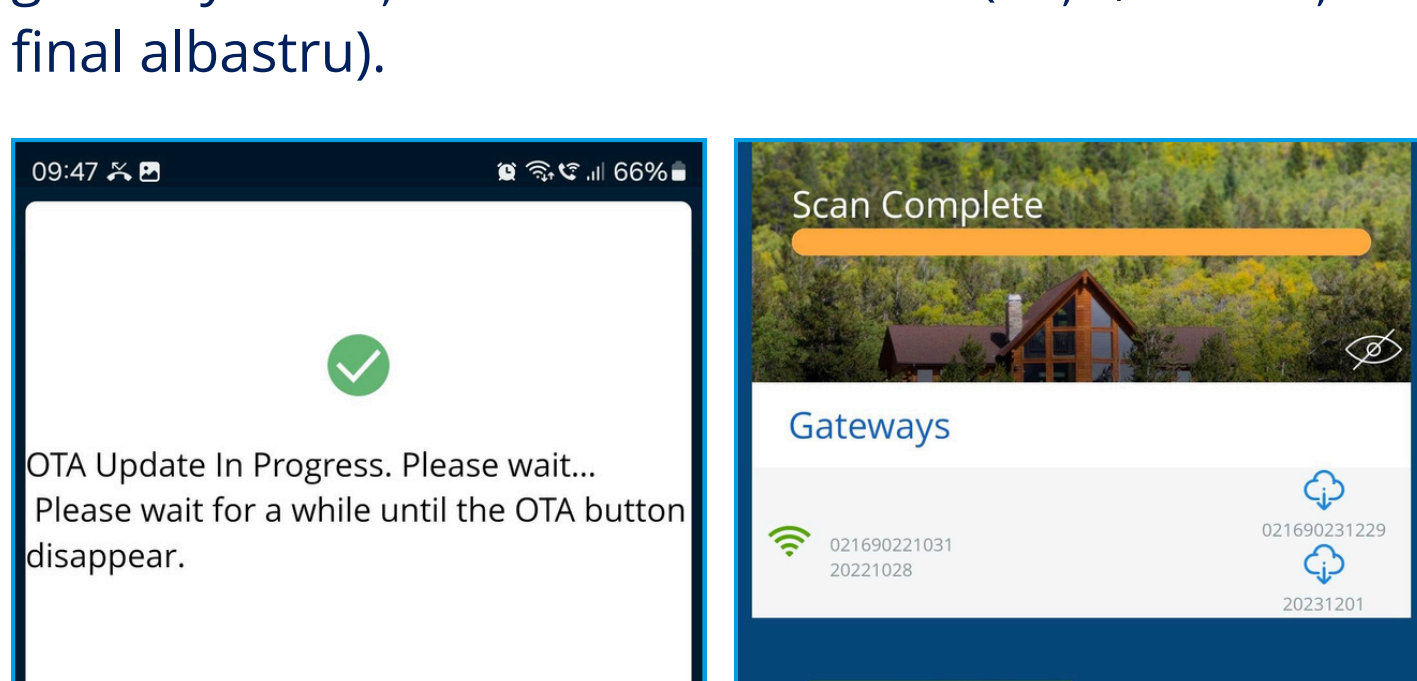 final albastru).
09:47
66%
OTA Update In Progress. Please wait...
Please wait for a while until the OTA button
disappear.
Scan Complete
Gateways
021690221031
20221028
021690231229
20231201